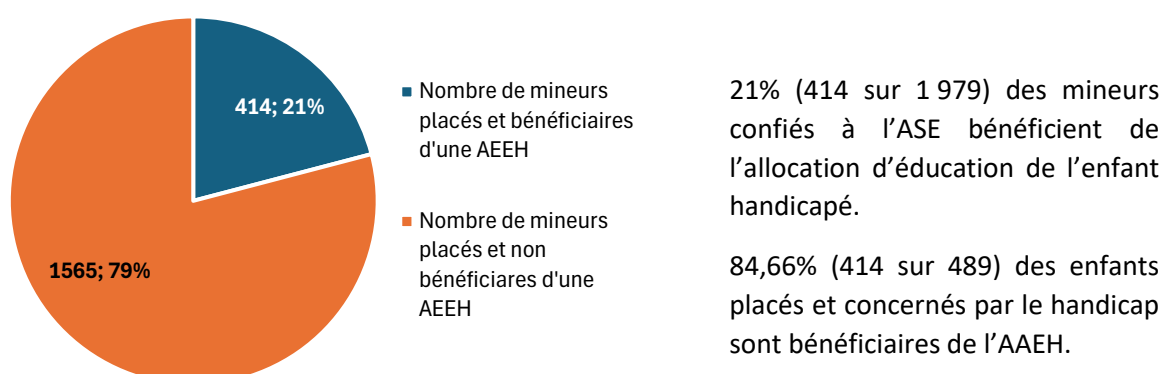 414; 21%
1565; 79%
Nombre de mineurs
placés et bénéficiaires
d'une AEEH
Nombre de mineurs
placés et non
bénéficiares d'une
AEEH
21% (414 sur 1 979) des mineurs
confiés à l’ASE bénéficient de
l’allocation d’éducation de l’enfant
handicapé.
84,66% (414 sur 489) des enfants
placés et concernés par le handicap
sont bénéficiaires de l’AAEH.